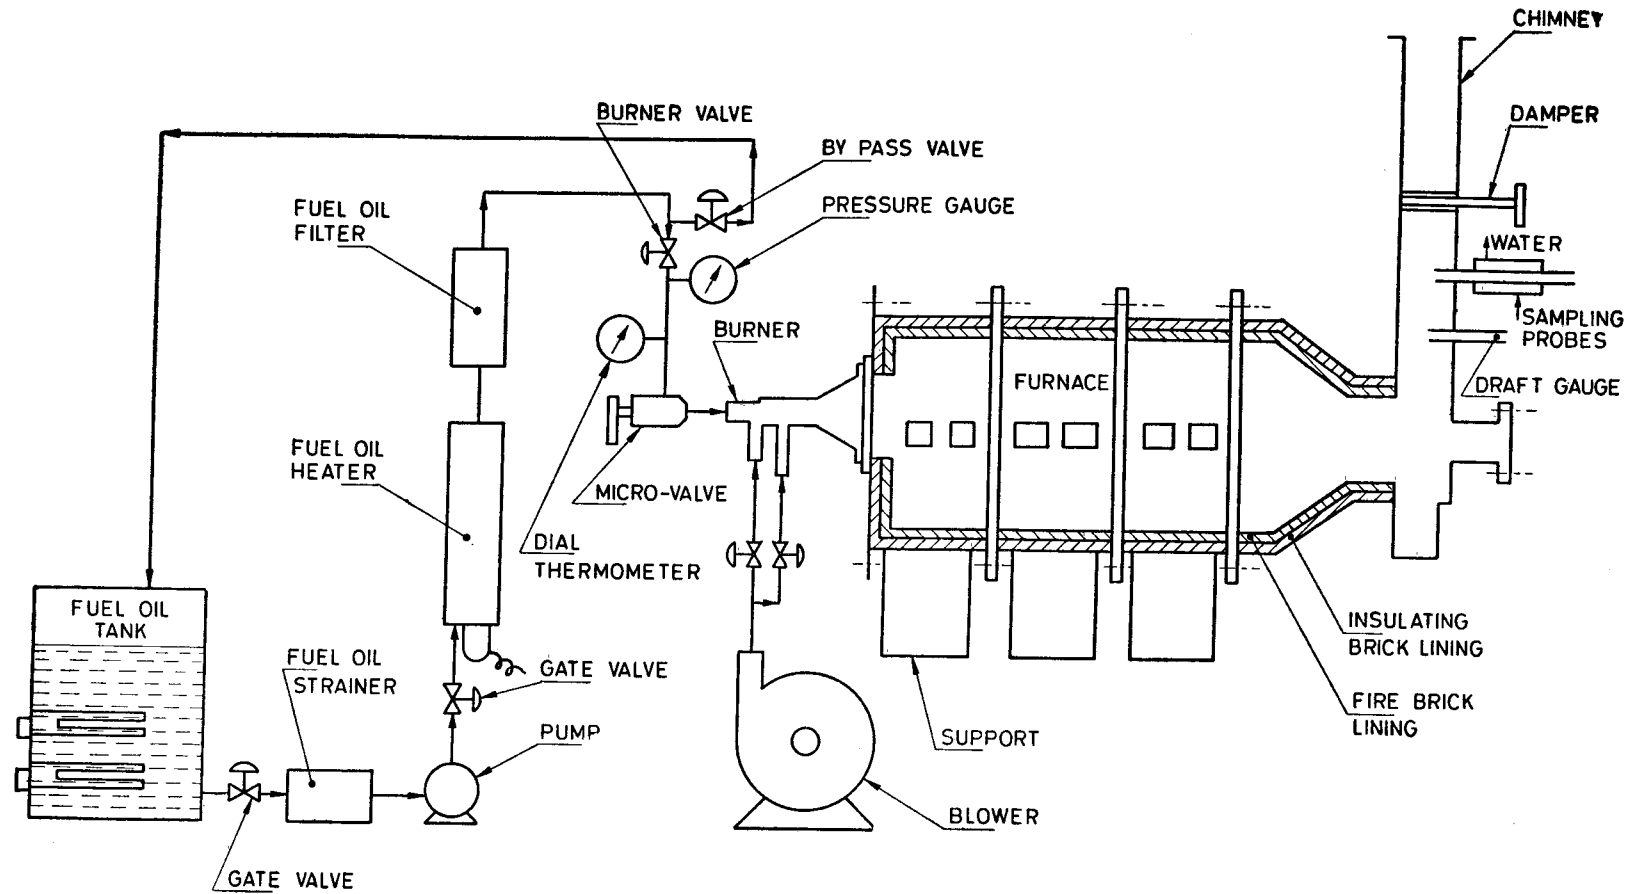 CHIMNEY
DAMPER
BURNER VALVE
BY PASS VALVE
PRESSURE GAUGE
FUEL OIL
FILTER
WATER
SAMPLING
PROBES
DRAFT GAUGE
BURNER
FURNACE
FUEL OIL
HEATER
MICRO-VALVE
DIAL
THERMOMETER
FUEL OIL
TANK
FUEL OIL
STRAINER
GATE VALVE
PUMP
INSULATING
BRICK LINING
FIRE BRICK
LINING
SUPPORT
BLOWER
GATE VALVE